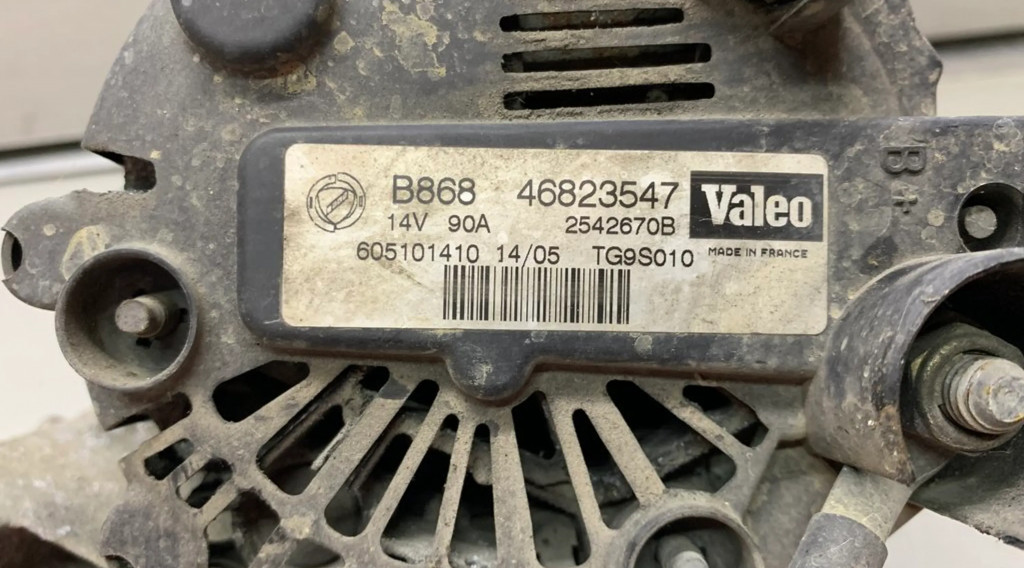 B868 46823547
Valeo
14V 90A 2542670B
605101410 14/05 TG9S010
MADE IN FRANCE
B+